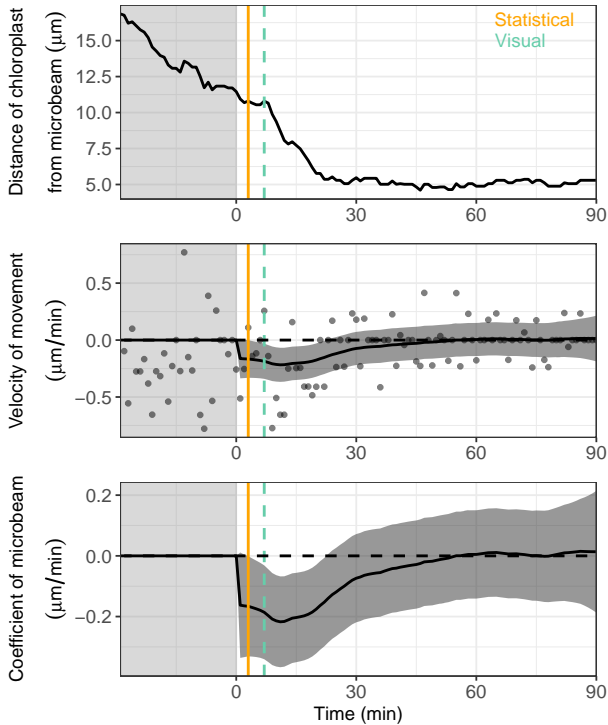 Distance of chloroplast
from microbeam (μm)
15.0
12.5
10.0
7.5
5.0
Statistical
Visual
0
30
60
90
Velocity of movement
(μm/min)
0.5
0.0
−0.5
0
30
60
90
Coefficient of microbeam
(μm/min)
0.2
0.0
−0.2
0
30
60
90
Time (min)